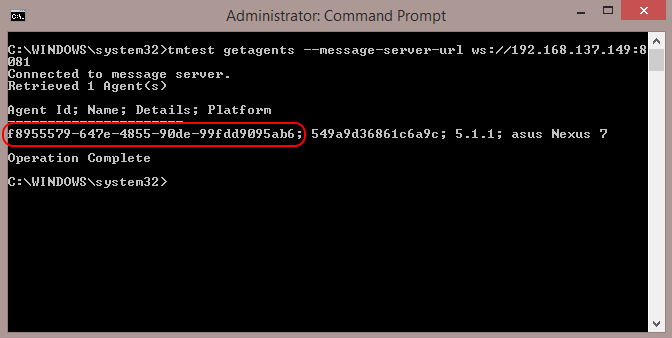 Administrator: Command Prompt
C:\WINDOWS\system32>tmtest getagents --message-server-url ws://192.168.137.149:8
081
Connected to message server.
Retrieved 1 Agent(s)
Agent Id; Name; Details; Platform
----------------------
f8955579-647e-4855-90de-99fdd9095ab6; 549a9d36861c6a9c; 5.1.1; asus Nexus 7
Operation Complete
C:\WINDOWS\system32>